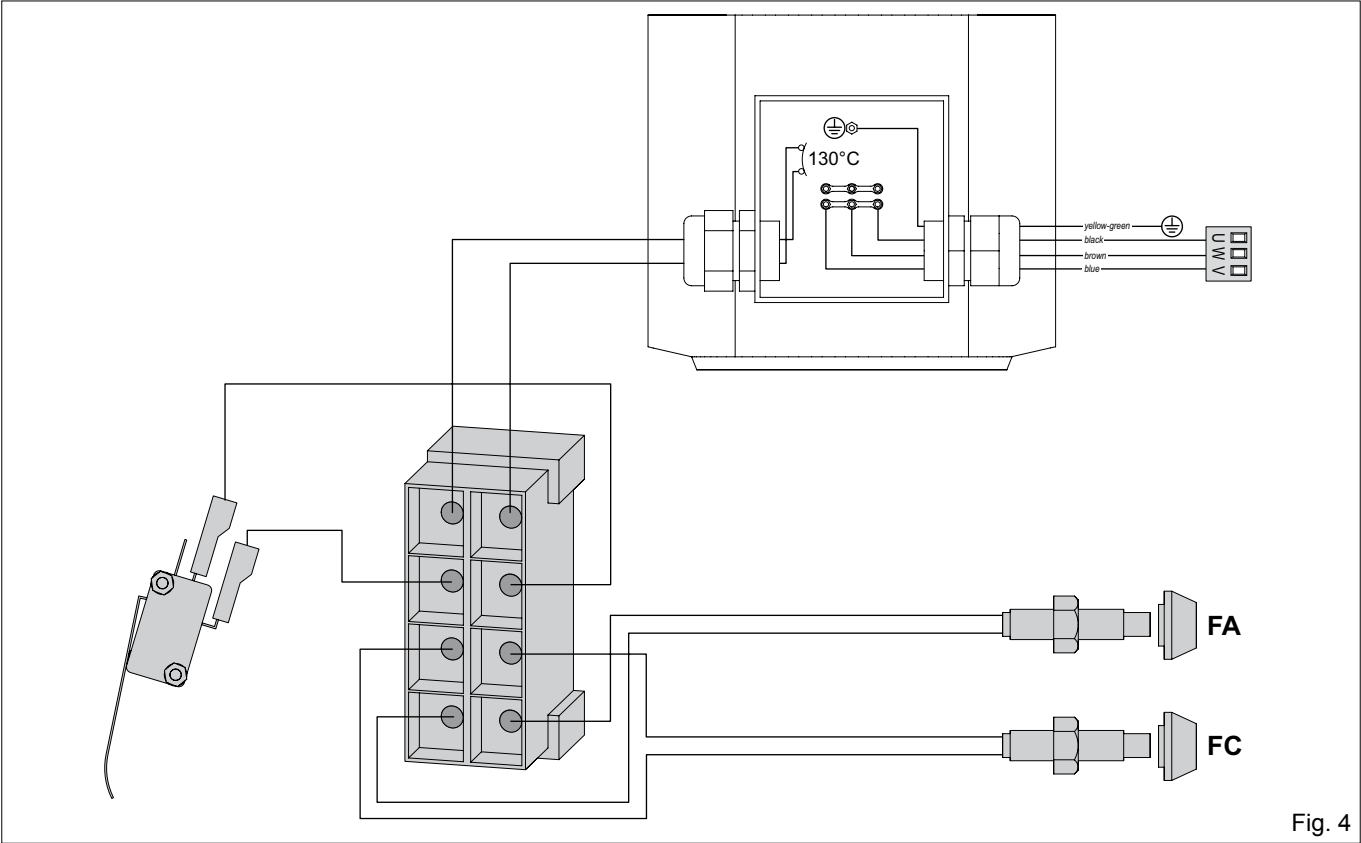 130°C
yellow-green
black
brown
blue
U
W
V
FA
FC
Fig. 4